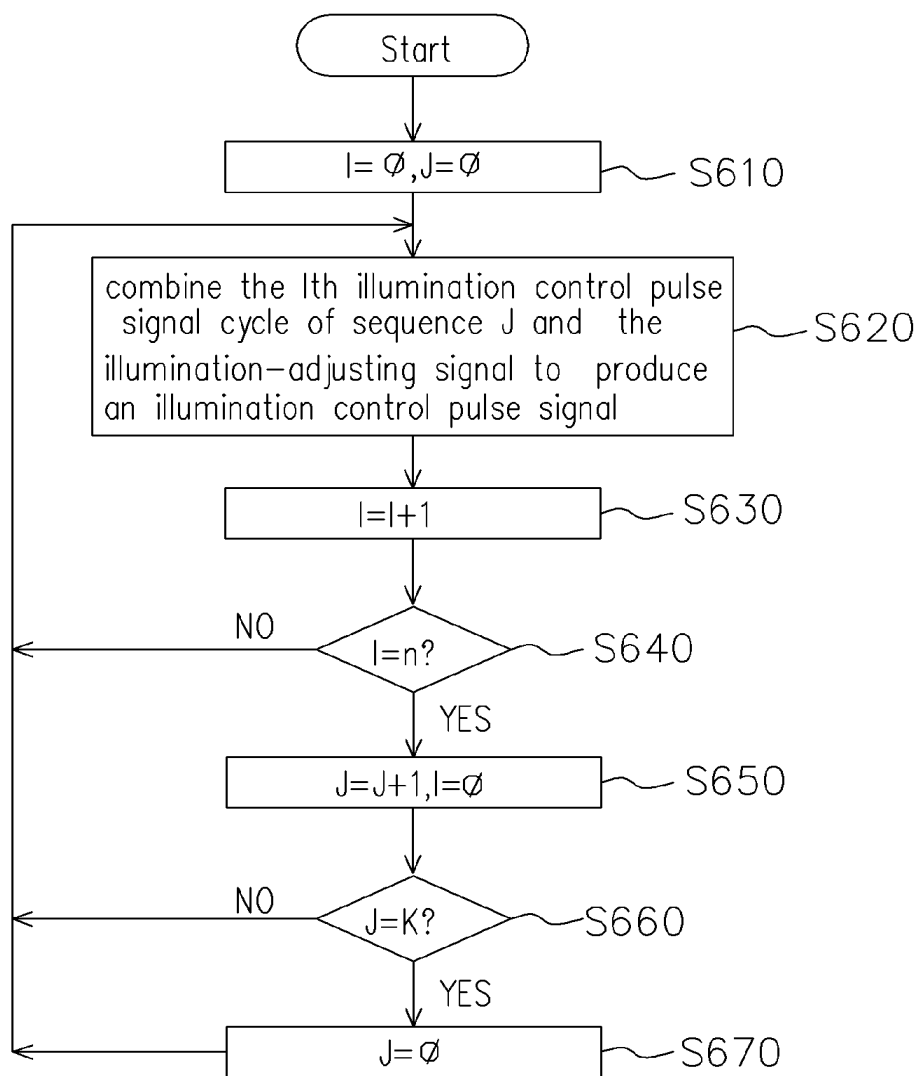 Start
I=Ø,J=Ø
S610
combine the Ith illumination control pulse
signal cycle of sequence J and the
illumination-adjusting signal to produce
an illumination control pulse signal
S620
I=I+1
S630
NO
I=n?
S640
YES
J=J+1,I=Ø
S650
NO
J=K?
S660
YES
J=Ø
S670